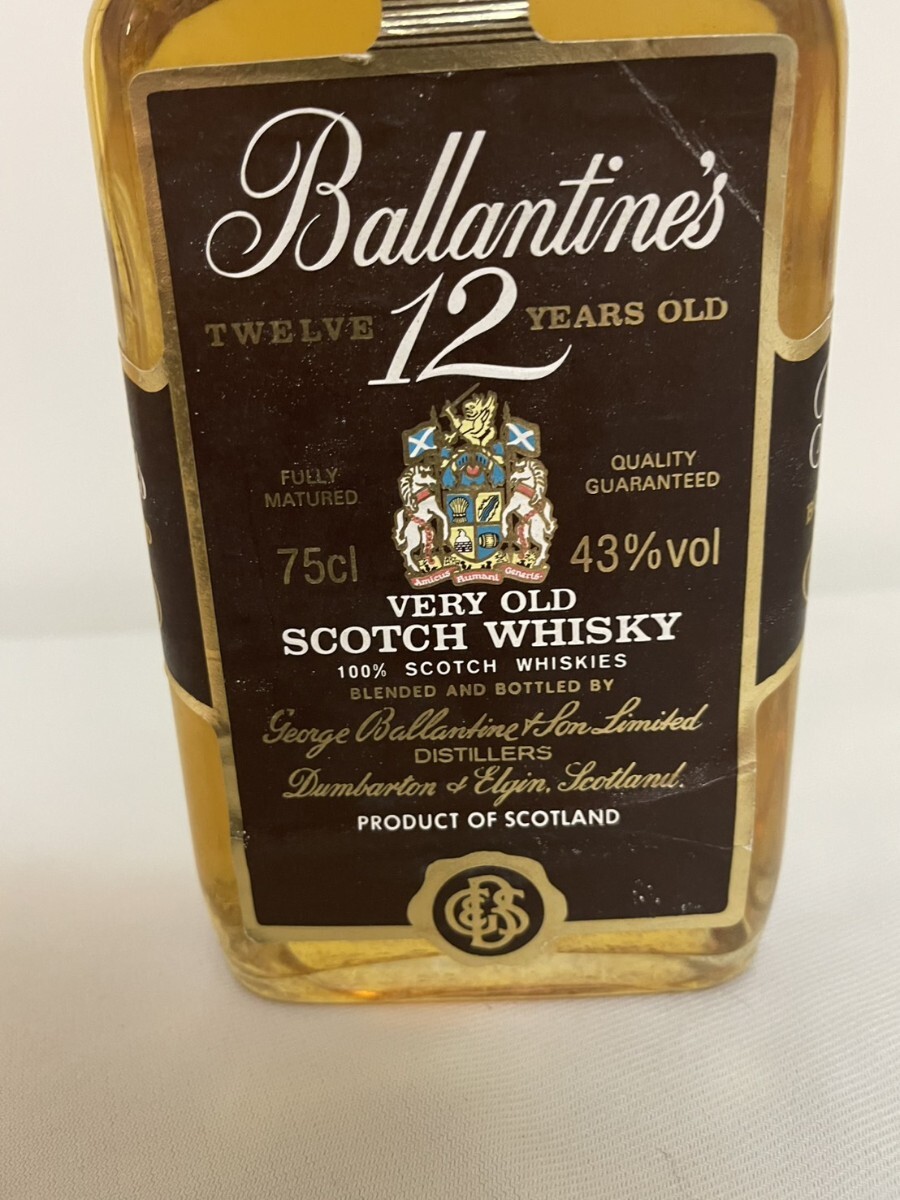 Ballantine's
TWELVE 12 YEARS OLD
FULLY
MATURED
QUALITY
GUARANTEED
75cl
43%vol
Amicus Humani Generis
VERY OLD
SCOTCH WHISKY
100% SCOTCH WHISKIES
BLENDED AND BOTTLED BY
George Ballantine & Son Limited
DISTILLERS
Dumbarton & Elgin, Scotland.
PRODUCT OF SCOTLAND